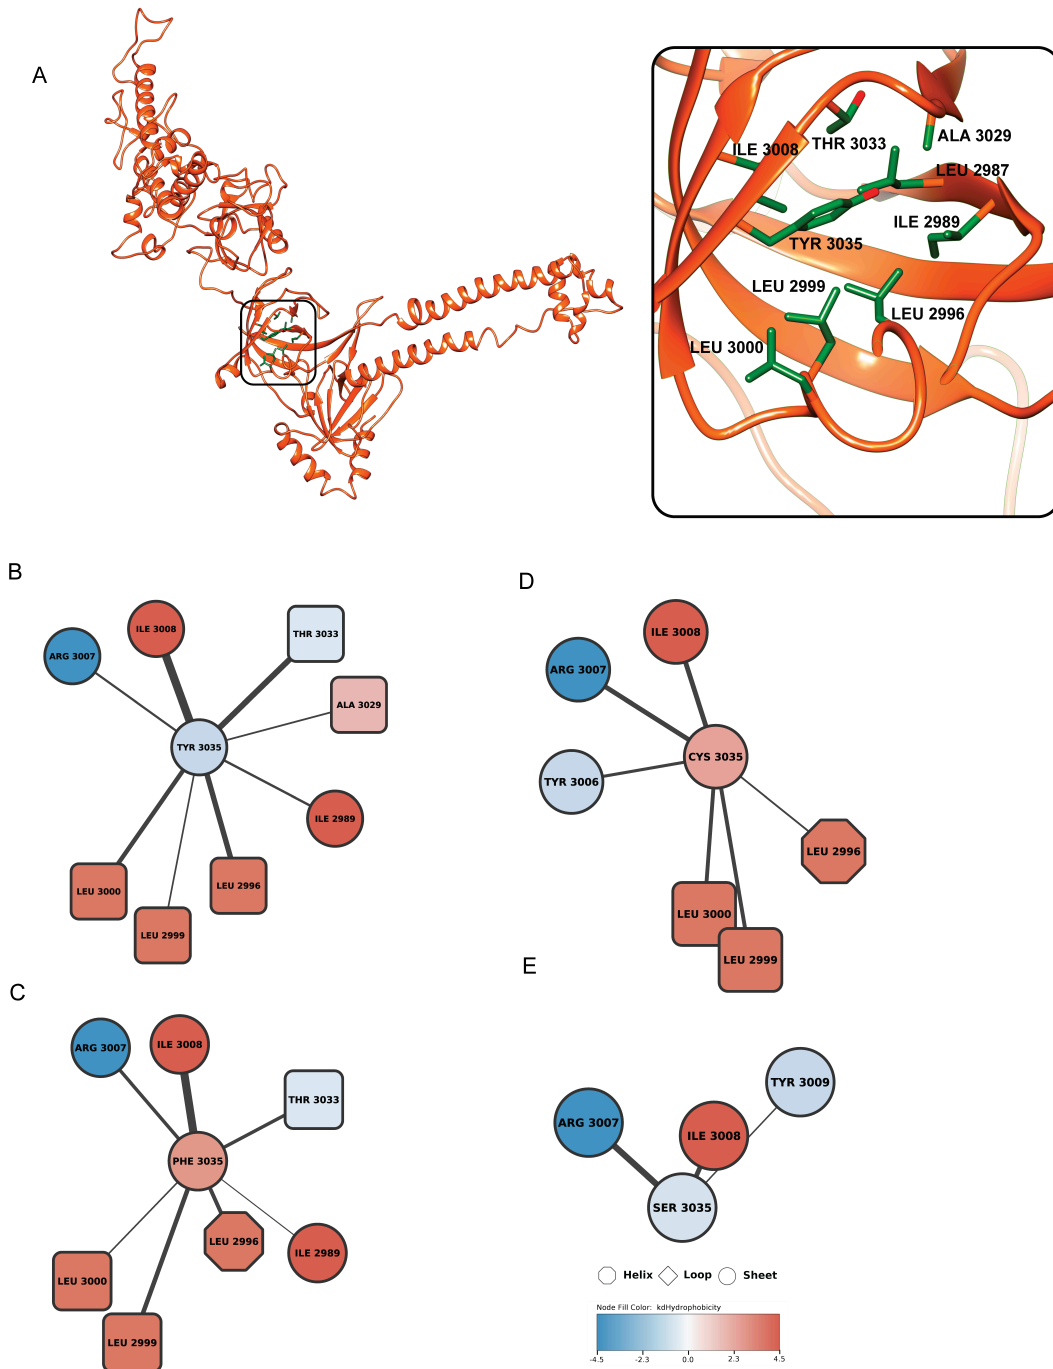 A
ILE 3008
THR 3033
ALA 3029
LEU 2987
TYR 3035
ILE 2989
LEU 2999
LEU 2996
LEU 3000
B
ILE 3008
THR 3033
ARG 3007
ALA 3029
TYR 3035
ILE 2989
LEU 3000
LEU 2996
LEU 2999
D
ILE 3008
ARG 3007
CYS 3035
TYR 3006
LEU 2996
LEU 3000
LEU 2999
C
ARG 3007
ILE 3008
THR 3033
PHE 3035
LEU 2996
ILE 2989
LEU 3000
LEU 2999
E
TYR 3009
ARG 3007
ILE 3008
SER 3035
Helix Loop Sheet
Node Fill Color: kdHydrophobicity
-4.5 -2.3 0.0 2.3 4.5